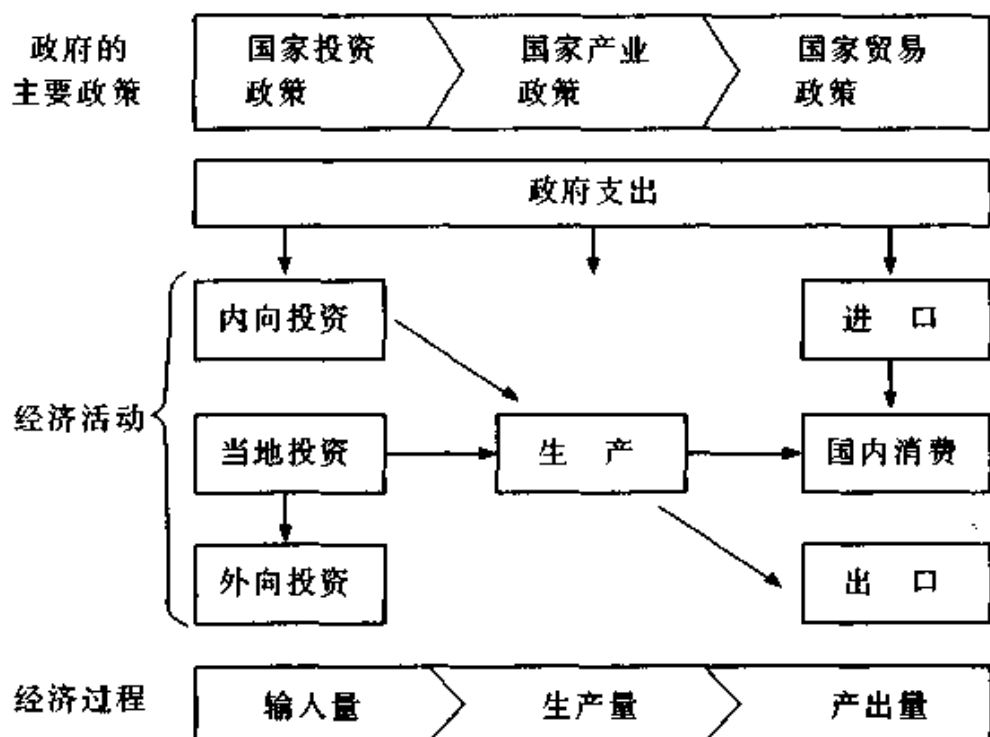 政府的
主要政策
国家投资
政策
国家产业
政策
国家贸易
政策
政府支出
内向投资
进 口
经济活动
当地投资
生 产
国内消费
外向投资
出 口
经济过程
输人量
生产量
产出量